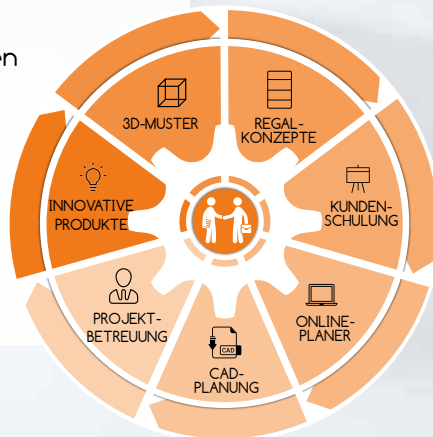 3D-MUSTER
REGAL-
KONZEPTE
KUNDEN-
SCHULUNG
ONLINE-
PLANER
CAD
CAD-
PLANUNG
PROJEKT-
BETREUUNG
INNOVATIVE
PRODUKTE